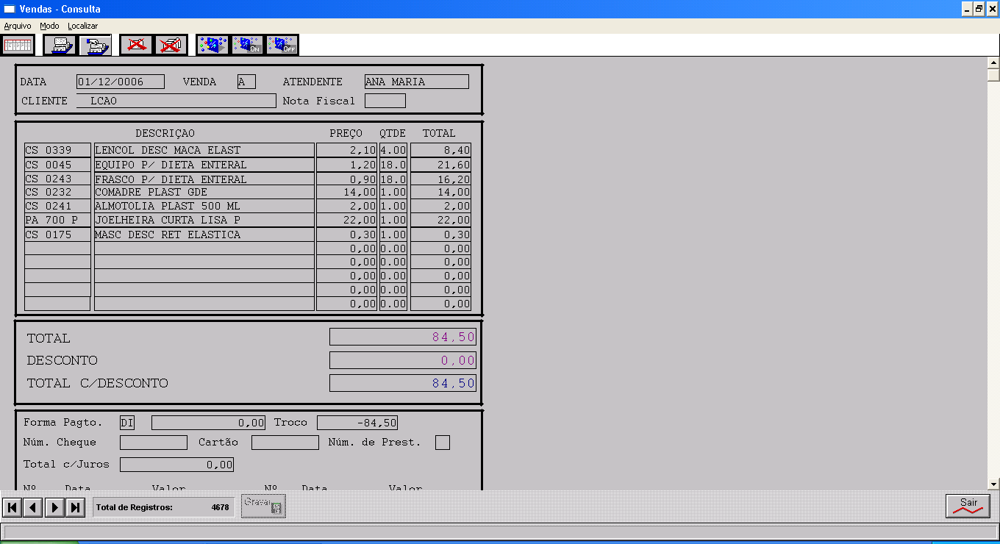 Vendas - Consulta
Arquivo Modo Localizar
ON OFF
DATA 01/12/0006 VENDA A ATENDENTE ANA MARIA
CLIENTE LCAO Nota Fiscal
DESCRIÇAO PREÇO QTDE TOTAL
CS 0339 LENCOL DESC MACA ELAST 2,10 4.00 8,40
CS 0045 EQUIPO P/ DIETA ENTERAL 1,20 18.0 21,60
CS 0243 FRASCO P/ DIETA ENTERAL 0,90 18.0 16,20
CS 0232 COMADRE PLAST GDE 14,00 1.00 14,00
CS 0241 ALMOTOLIA PLAST 500 ML 2,00 1.00 2,00
PA 700 P JOELHEIRA CURTA LISA P 22,00 1.00 22,00
CS 0175 MASC DESC RET ELASTICA 0,30 1.00 0,30
0,00 0.00 0,00
0,00 0.00 0,00
0,00 0.00 0,00
0,00 0.00 0,00
0,00 0.00 0,00
TOTAL 84,50
DESCONTO 0,00
TOTAL C/DESCONTO 84,50
Forma Pagto. DI 0,00 Troco -84,50
Núm. Cheque Cartão Núm. de Prest.
Total c/Juros 0,00
Nº Data Valor Nº Data Valor
Total de Registros: 4678 Gravar Sair